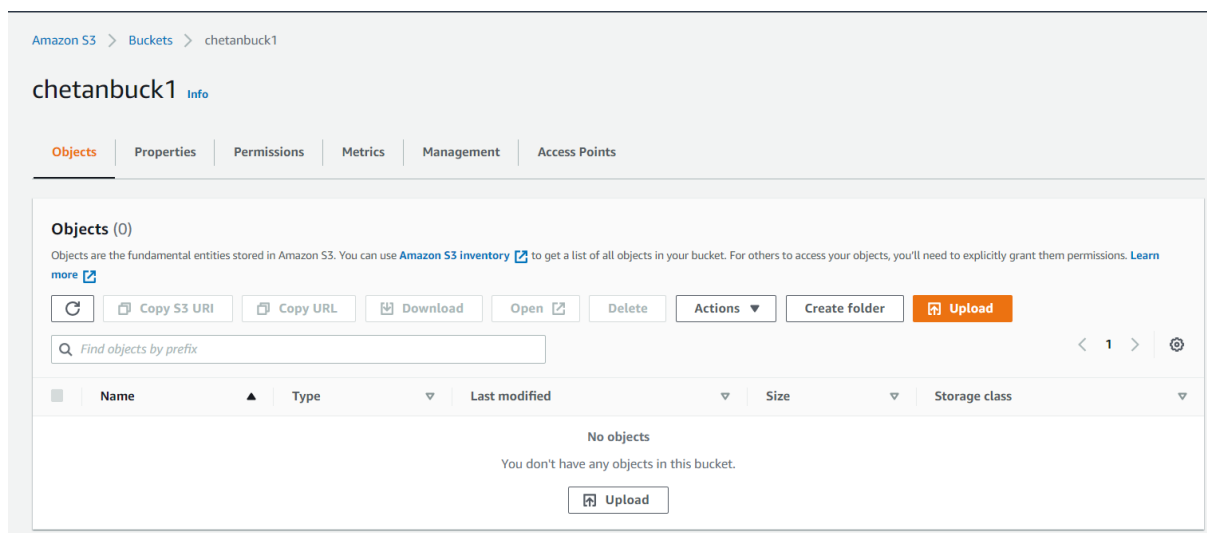 Amazon S3 > Buckets > chetanbuck1
chetanbuck1 Info
Objects Properties Permissions Metrics Management Access Points
Objects (0)
Objects are the fundamental entities stored in Amazon S3. You can use Amazon S3 inventory to get a list of all objects in your bucket. For others to access your objects, you'll need to explicitly grant them permissions. Learn
more
Copy S3 URI Copy URL Download Open Delete Actions Create folder Upload
Find objects by prefix < 1 >
Name Type Last modified Size Storage class
No objects
You don't have any objects in this bucket.
Upload